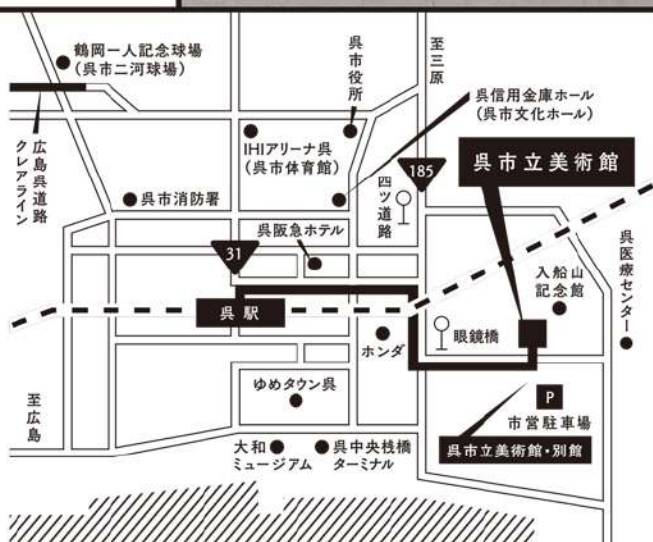 鶴岡一人記念球場
(呉市二河球場)
呉市役所
至三原
呉信用金庫ホール
(呉市文化ホール)
広島呉道路
クレアライン
IHIアリーナ呉
(呉市体育館)
185
呉市立美術館
四ツ道路
呉市消防署
呉阪急ホテル
31
入船山
記念館
呉医療センター
呉駅
眼鏡橋
ホンダ
ゆめタウン呉
P
市営駐車場
至広島
大和
ミュージアム
呉中央桟橋
ターミナル
呉市立美術館・別館